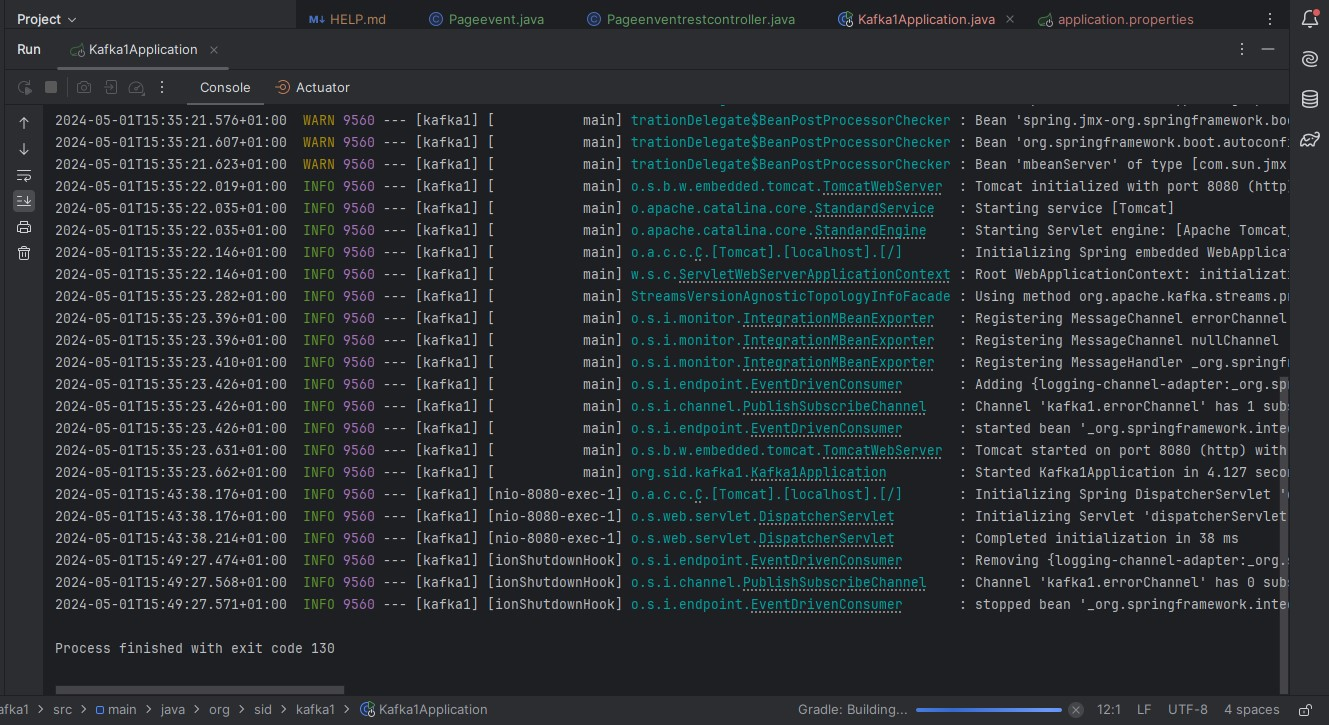 Project HELP.md Pageevent.java Pageenventrestcontroller.java Kafka1Application.java application.properties
Run Kafka1Application
Console Actuator
2024-05-01T15:35:21.576+01:00 WARN 9560 --- [kafka1] [ main] trationDelegate$BeanPostProcessorChecker : Bean 'spring.jmx-org.springframework.bo
2024-05-01T15:35:21.607+01:00 WARN 9560 --- [kafka1] [ main] trationDelegate$BeanPostProcessorChecker : Bean 'org.springframework.boot.autoconf
2024-05-01T15:35:21.623+01:00 WARN 9560 --- [kafka1] [ main] trationDelegate$BeanPostProcessorChecker : Bean 'mbeanServer' of type [com.sun.jmx
2024-05-01T15:35:22.019+01:00 INFO 9560 --- [kafka1] [ main] o.s.b.w.embedded.tomcat.TomcatWebServer : Tomcat initialized with port 8080 (http
2024-05-01T15:35:22.035+01:00 INFO 9560 --- [kafka1] [ main] o.apache.catalina.core.StandardService : Starting service [Tomcat]
2024-05-01T15:35:22.035+01:00 INFO 9560 --- [kafka1] [ main] o.apache.catalina.core.StandardEngine : Starting Servlet engine: [Apache Tomcat
2024-05-01T15:35:22.146+01:00 INFO 9560 --- [kafka1] [ main] o.a.c.c.C.[Tomcat].[localhost].[/] : Initializing Spring embedded WebApplicat
2024-05-01T15:35:22.146+01:00 INFO 9560 --- [kafka1] [ main] w.s.c.ServletWebServerApplicationContext : Root WebApplicationContext: initializat
2024-05-01T15:35:23.282+01:00 INFO 9560 --- [kafka1] [ main] StreamsVersionAgnosticTopologyInfoFacade : Using method org.apache.kafka.streams.pr
2024-05-01T15:35:23.396+01:00 INFO 9560 --- [kafka1] [ main] o.s.i.monitor.IntegrationMBeanExporter : Registering MessageChannel errorChannel
2024-05-01T15:35:23.396+01:00 INFO 9560 --- [kafka1] [ main] o.s.i.monitor.IntegrationMBeanExporter : Registering MessageChannel nullChannel
2024-05-01T15:35:23.410+01:00 INFO 9560 --- [kafka1] [ main] o.s.i.monitor.IntegrationMBeanExporter : Registering MessageHandler _org.springf
2024-05-01T15:35:23.426+01:00 INFO 9560 --- [kafka1] [ main] o.s.i.endpoint.EventDrivenConsumer : Adding {logging-channel-adapter:_org.sp
2024-05-01T15:35:23.426+01:00 INFO 9560 --- [kafka1] [ main] o.s.i.channel.PublishSubscribeChannel : Channel 'kafka1.errorChannel' has 1 subs
2024-05-01T15:35:23.426+01:00 INFO 9560 --- [kafka1] [ main] o.s.i.endpoint.EventDrivenConsumer : started bean '_org.springframework.inte
2024-05-01T15:35:23.631+01:00 INFO 9560 --- [kafka1] [ main] o.s.b.w.embedded.tomcat.TomcatWebServer : Tomcat started on port 8080 (http) with
2024-05-01T15:35:23.662+01:00 INFO 9560 --- [kafka1] [ main] org.sid.kafka1.Kafka1Application : Started Kafka1Application in 4.127 seco
2024-05-01T15:43:38.176+01:00 INFO 9560 --- [kafka1] [nio-8080-exec-1] o.a.c.c.C.[Tomcat].[localhost].[/] : Initializing Spring DispatcherServlet '
2024-05-01T15:43:38.176+01:00 INFO 9560 --- [kafka1] [nio-8080-exec-1] o.s.web.servlet.DispatcherServlet : Initializing Servlet 'dispatcherServlet
2024-05-01T15:43:38.214+01:00 INFO 9560 --- [kafka1] [nio-8080-exec-1] o.s.web.servlet.DispatcherServlet : Completed initialization in 38 ms
2024-05-01T15:49:27.474+01:00 INFO 9560 --- [kafka1] [ionShutdownHook] o.s.i.endpoint.EventDrivenConsumer : Removing {logging-channel-adapter:_org.
2024-05-01T15:49:27.568+01:00 INFO 9560 --- [kafka1] [ionShutdownHook] o.s.i.channel.PublishSubscribeChannel : Channel 'kafka1.errorChannel' has 0 subs
2024-05-01T15:49:27.571+01:00 INFO 9560 --- [kafka1] [ionShutdownHook] o.s.i.endpoint.EventDrivenConsumer : stopped bean '_org.springframework.inte
Process finished with exit code 130
afka1 > src > main > java > org > sid > kafka1 > Kafka1Application Gradle: Building... 12:1 LF UTF-8 4 spaces